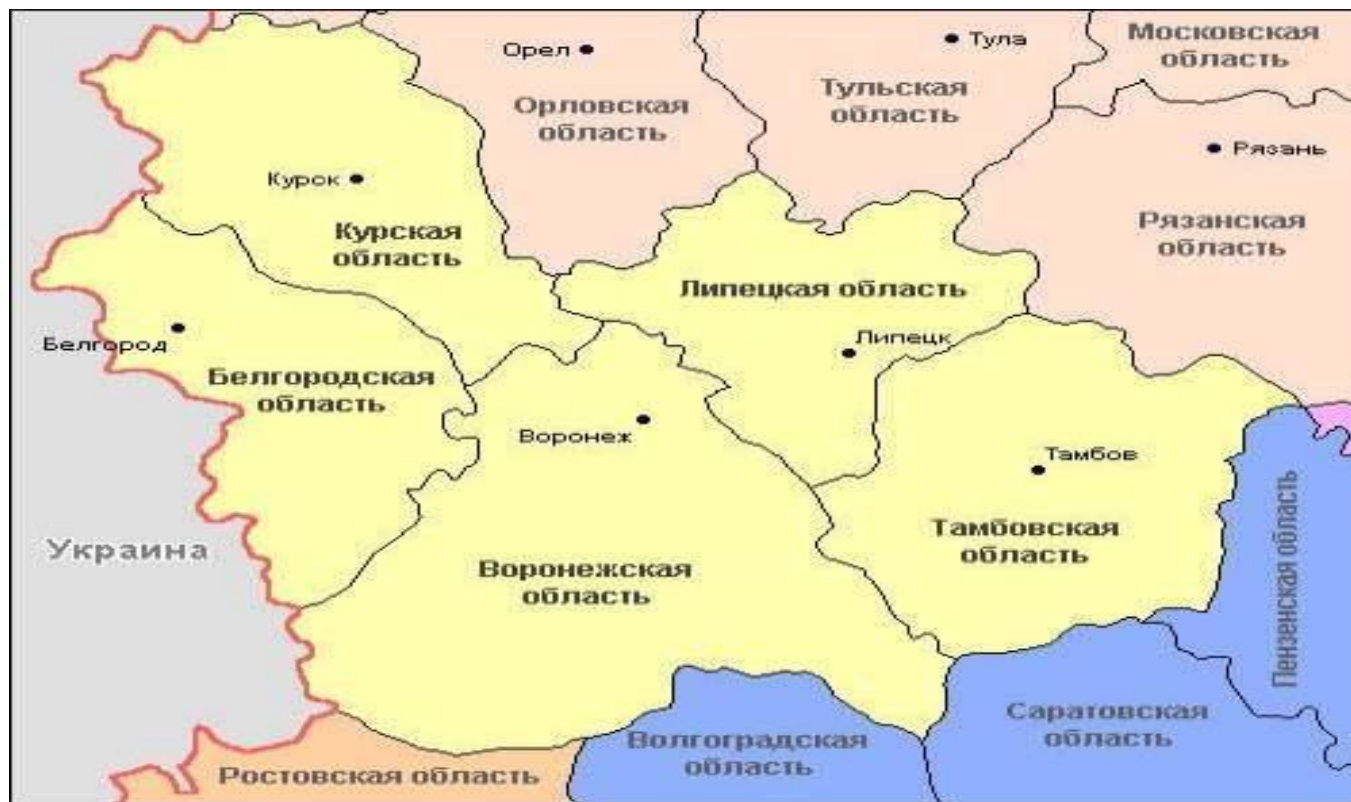 Орел
Тула
Московская
область
Орловская
область
Тульская
область
Рязань
Курок
Рязанская
область
Курская
область
Липецкая область
Белгород
Липецк
Белгородская
область
Воронеж
Тамбов
Украина
Тамбовская
область
Воронежская
область
Пензенская область
Саратовская
область
Волгоградская
область
Ростовская область